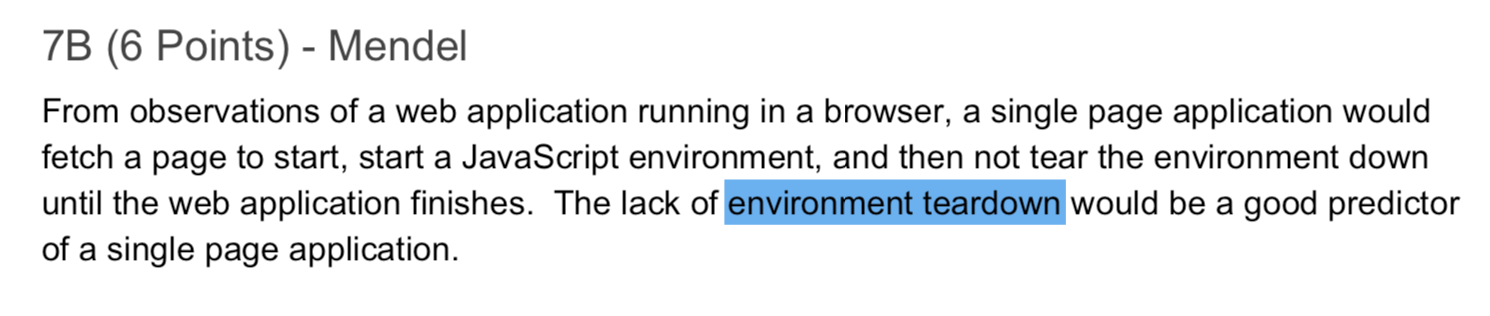 7B (6 Points) - Mendel
From observations of a web application running in a browser, a single page application would
fetch a page to start, start a JavaScript environment, and then not tear the environment down
until the web application finishes.  The lack of environment teardown would be a good predictor
of a single page application.